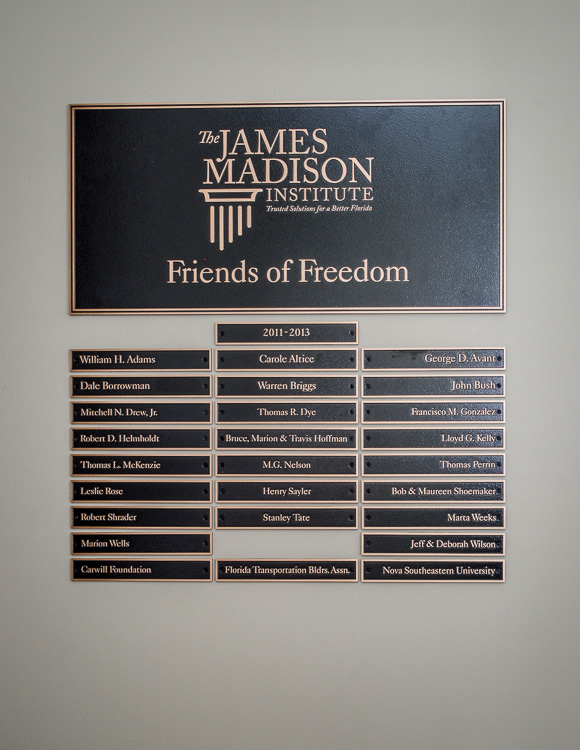 The JAMES
MADISON
INSTITUTE
Trusted Solutions for a Better Florida
Friends of Freedom
2011-2013
William H. Adams
Carole Altice
George D. Avant
Dale Borrowman
Warren Briggs
John Bush
Mitchell N. Drew, Jr.
Thomas R. Dye
Francisco M. Gonzalez
Robert D. Helmholdt
Bruce, Marion & Travis Hoffman
Lloyd G. Kelly
Thomas L. McKenzie
M.G. Nelson
Thomas Perrin
Leslie Rose
Henry Sayler
Bob & Maureen Shoemaker
Robert Shrader
Stanley Tate
Marta Weeks
Marion Wells
Jeff & Deborah Wilson
Carwill Foundation
Florida Transportation Bldrs. Assn.
Nova Southeastern University